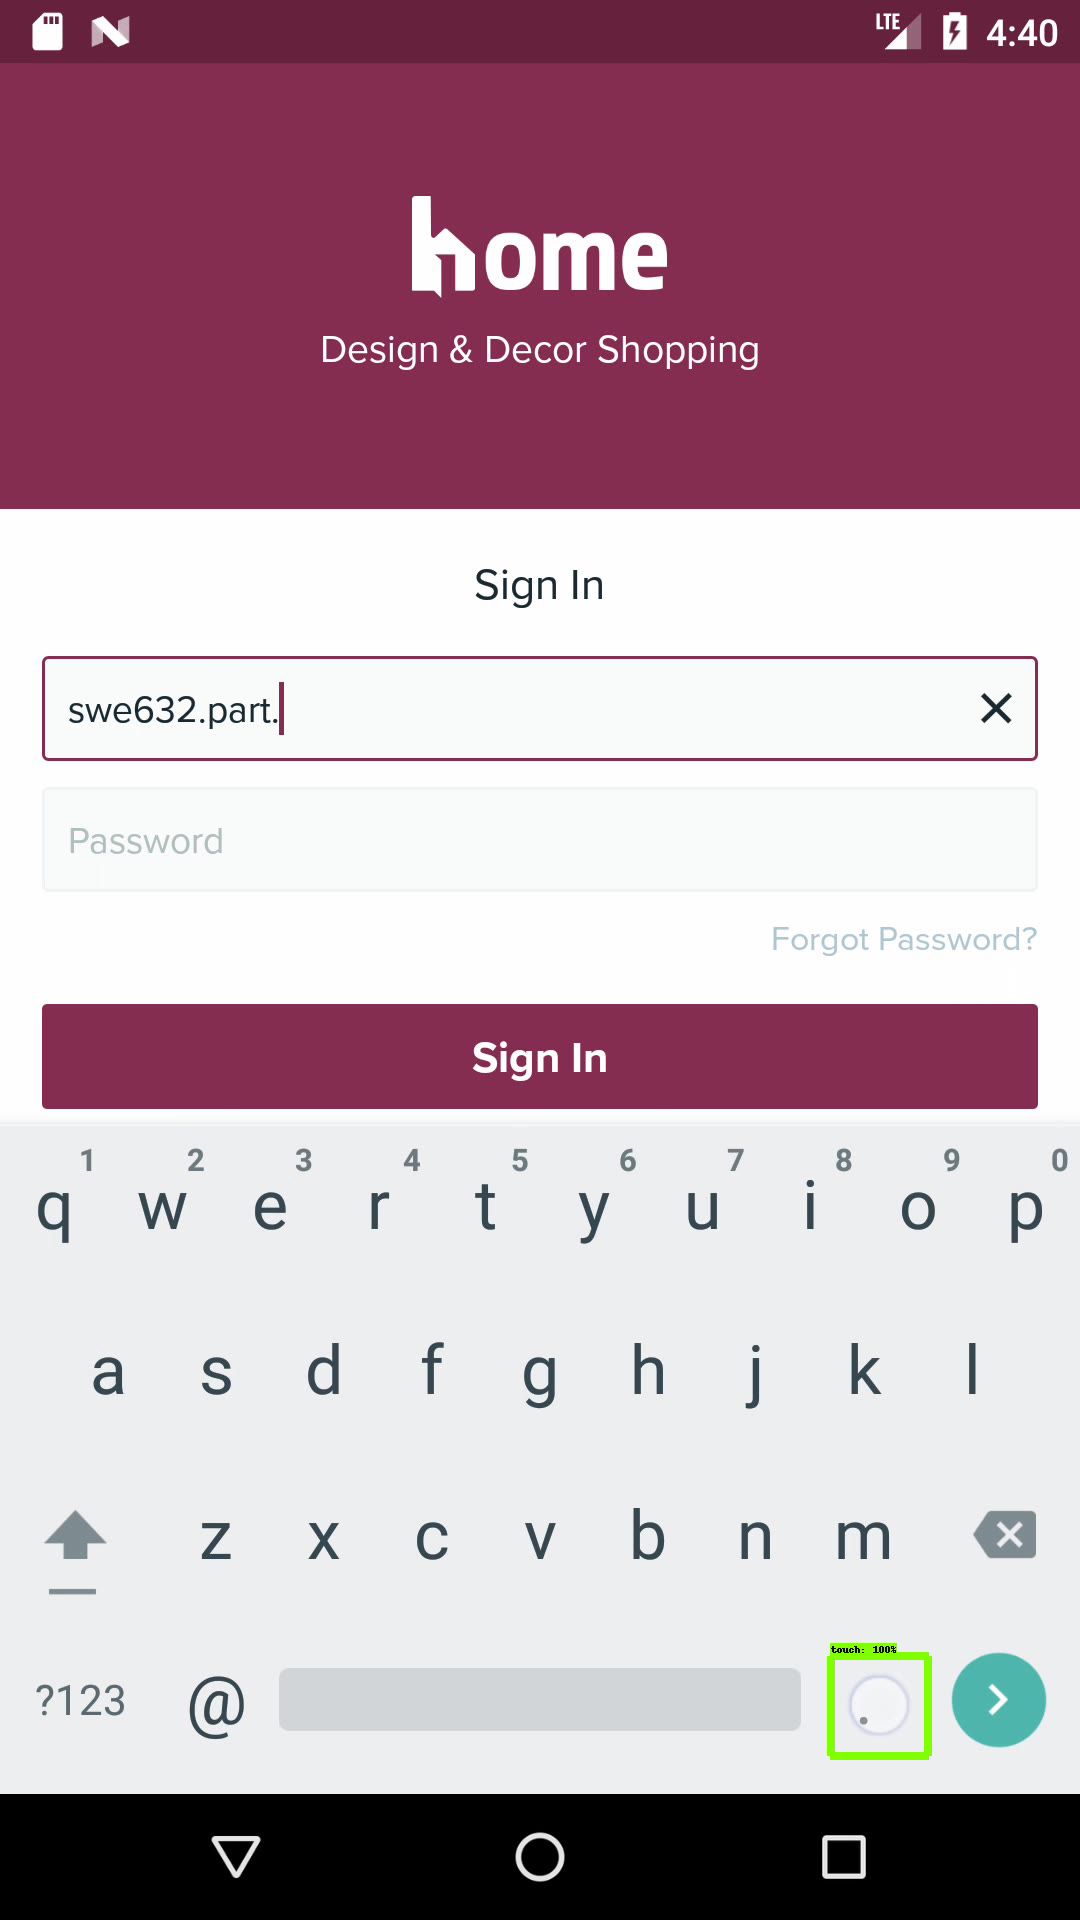 LTE 4:40
home
Design & Decor Shopping
Sign In
swe632.part.
Password
Forgot Password?
Sign In
1 2 3 4 5 6 7 8 9 0
q w e r t y u i o p
a s d f g h j k l
z x c v b n m
touch: 100%
?123 @ .